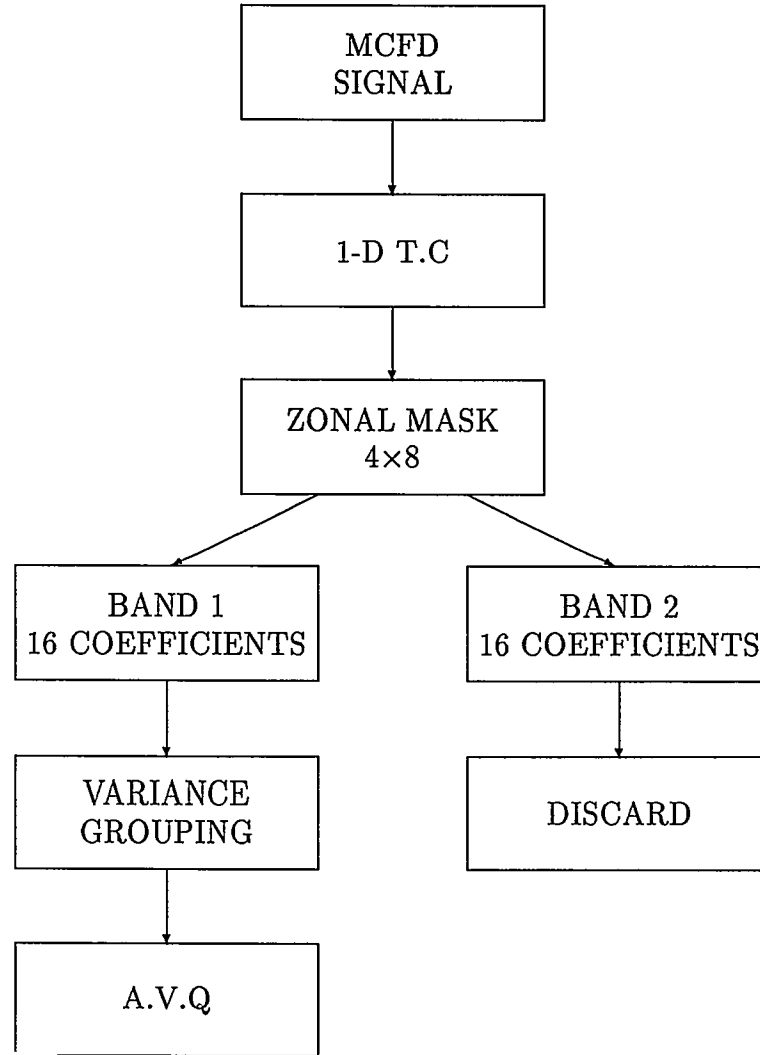 MCFD
SIGNAL
1-D T.C
ZONAL MASK
4×8
BAND 1
16 COEFFICIENTS
BAND 2
16 COEFFICIENTS
VARIANCE
GROUPING
DISCARD
A.V.Q